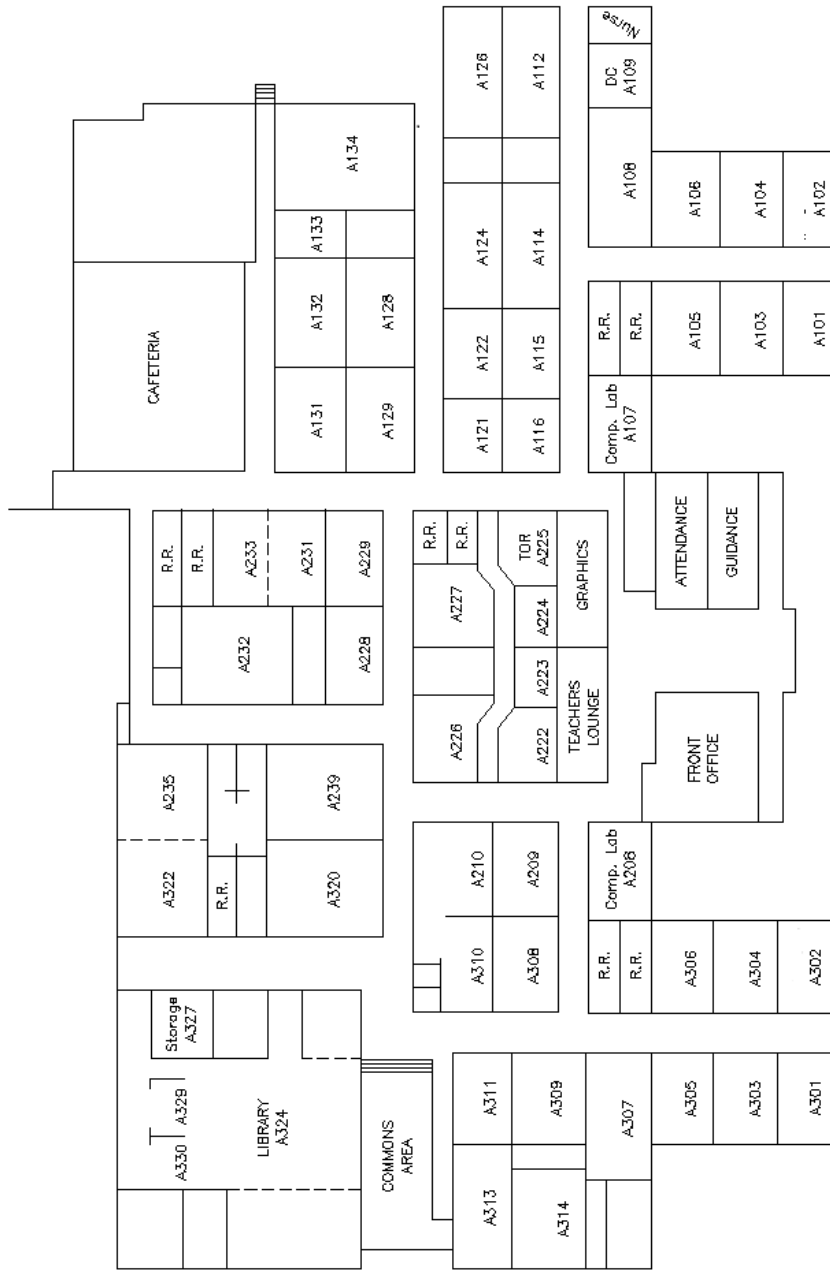 CAFETERIA
A131
A132
A133
A134
A129
A128
A121
A122
A124
A126
A116
A115
A114
A112
Nurse
DC
A109
A108
A106
A104
A102
R.R.
R.R.
A105
A103
A101
Comp. Lab
A107
ATTENDANCE
GUIDANCE
R.R.
R.R.
A233
A231
A229
A232
A228
R.R.
R.R.
A227
A226
TOR
A225
A224
A223
A222
GRAPHICS
TEACHERS
LOUNGE
FRONT
OFFICE
A235
A322
R.R.
A239
A320
A210
A209
A310
A308
Comp. Lab
A208
R.R.
R.R.
A306
A304
A302
Storage
A327
A329
A330
LIBRARY
A324
COMMONS
AREA
A311
A309
A307
A305
A303
A301
A313
A314